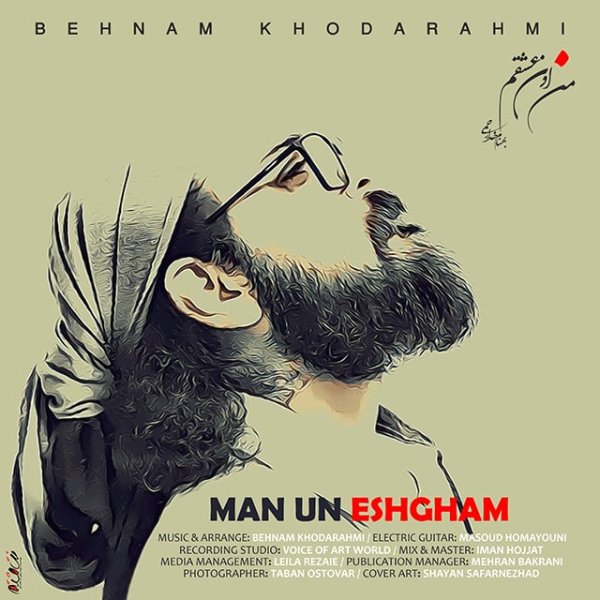 BEHNAM KHODARAHMI
من اون عشقم
بهنام خدارحمی
MAN UN ESHGHAM
MUSIC & ARRANGE: BEHNAM KHODARAHMI / ELECTRIC GUITAR: MASOUD HOMAYOUNI
RECORDING STUDIO: VOICE OF ART WORLD / MIX & MASTER: IMAN HOJJAT
MEDIA MANAGEMENT: LEILA REZAIE / PUBLICATION MANAGER: MEHRAN BAKRANI
PHOTOGRAPHER: TABAN OSTOVAR / COVER ART: SHAYAN SAFARNEZHAD